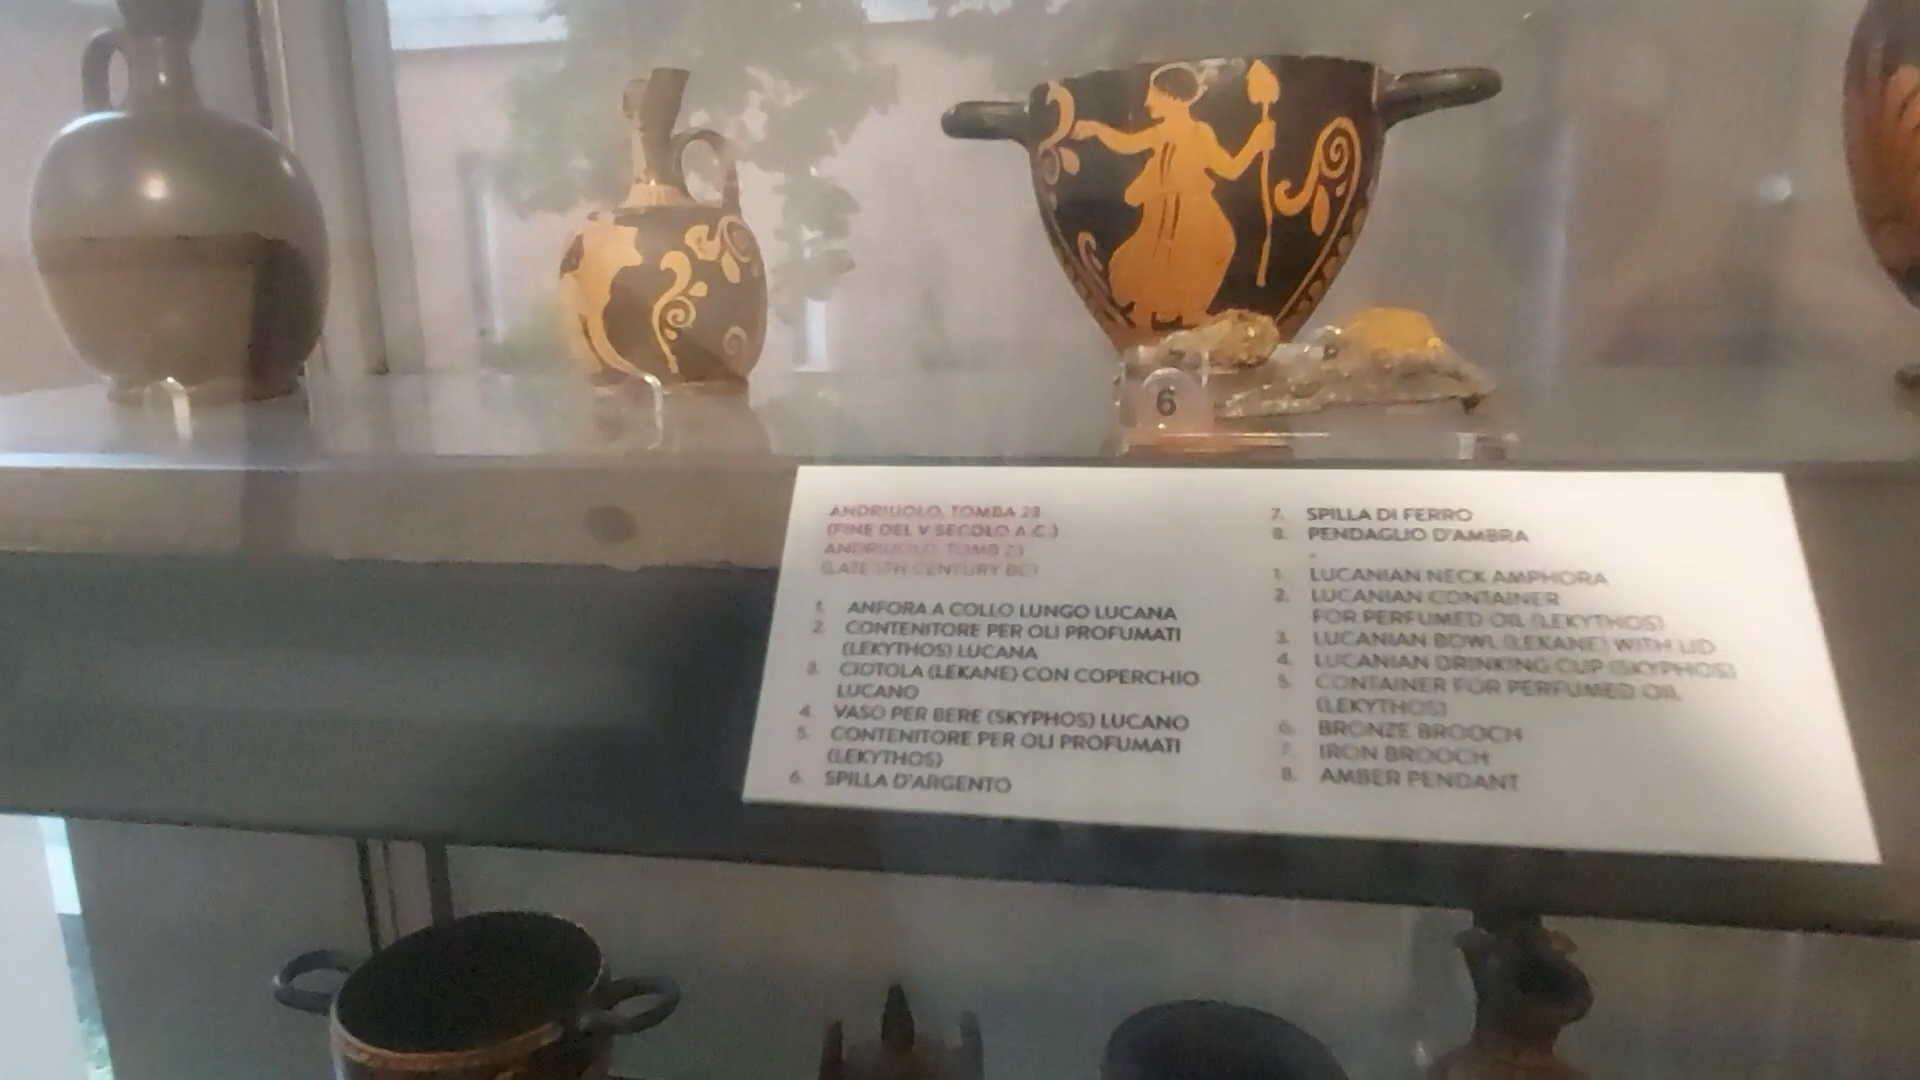 6
ANDRIUOLO, TOMBA 23
(FINE DEL V SECOLO A.C.)
ANDRIUOLO, TOMB 23
(LATE 5TH CENTURY BC)
1. ANFORA A COLLO LUNGO LUCANA
2. CONTENITORE PER OLI PROFUMATI
(LEKYTHOS) LUCANA
3. CIOTOLA (LEKANE) CON COPERCHIO
LUCANO
4. VASO PER BERE (SKYPHOS) LUCANO
5. CONTENITORE PER OLI PROFUMATI
(LEKYTHOS)
6. SPILLA D'ARGENTO
7. SPILLA DI FERRO
8. PENDAGLIO D'AMBRA
-
1. LUCANIAN NECK AMPHORA
2. LUCANIAN CONTAINER
FOR PERFUMED OIL (LEKYTHOS)
3. LUCANIAN BOWL (LEKANE) WITH LID
4. LUCANIAN DRINKING CUP (SKYPHOS)
5. CONTAINER FOR PERFUMED OIL
(LEKYTHOS)
6. BRONZE BROOCH
7. IRON BROOCH
8. AMBER PENDANT